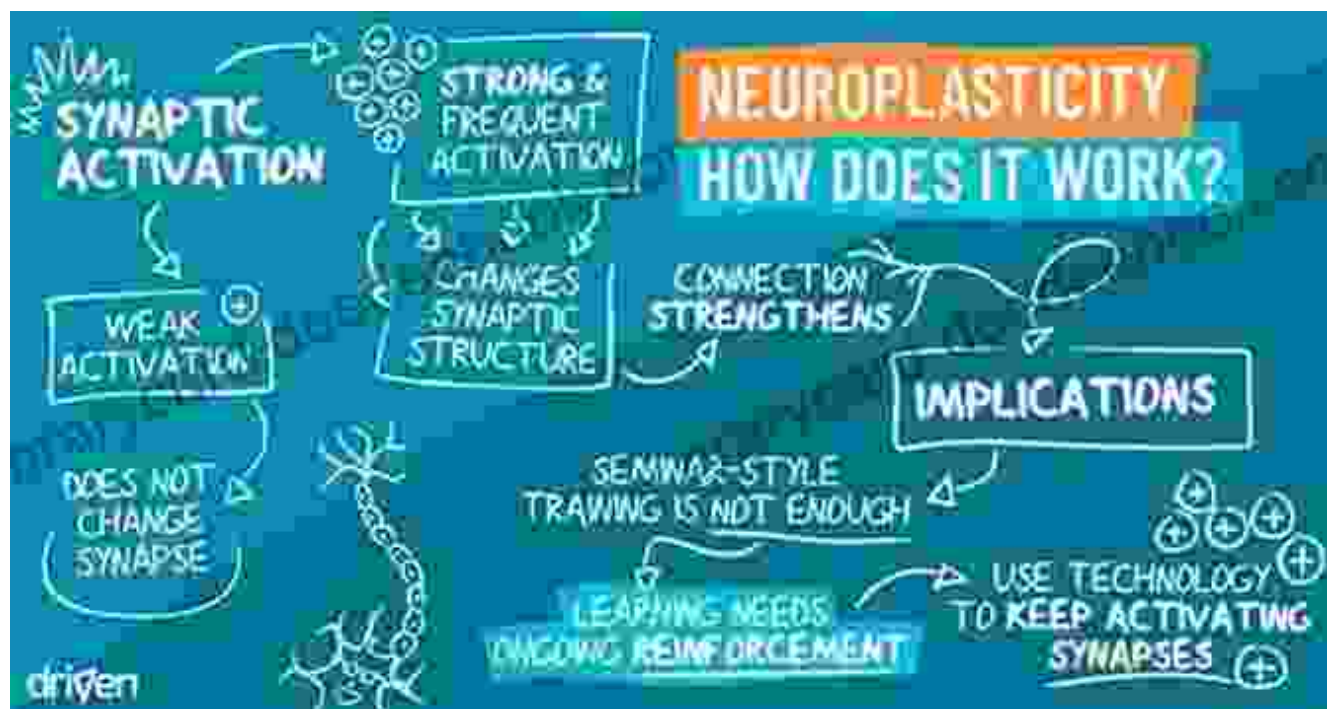 NEUROPLASTICITY
HOW DOES IT WORK?
SYNAPTIC
ACTIVATION
STRONG &
FREQUENT
ACTIVATION
WEAK
ACTIVATION
DOES NOT
CHANGE
SYNAPSE
CHANGES
SYNAPTIC
STRUCTURE
CONNECTION
STRENGTHENS
IMPLICATIONS
SEMINAR-STYLE
TRAINING IS NOT ENOUGH
LEARNING NEEDS
ONGOING REINFORCEMENT
USE TECHNOLOGY
TO KEEP ACTIVATING
SYNAPSES
driven